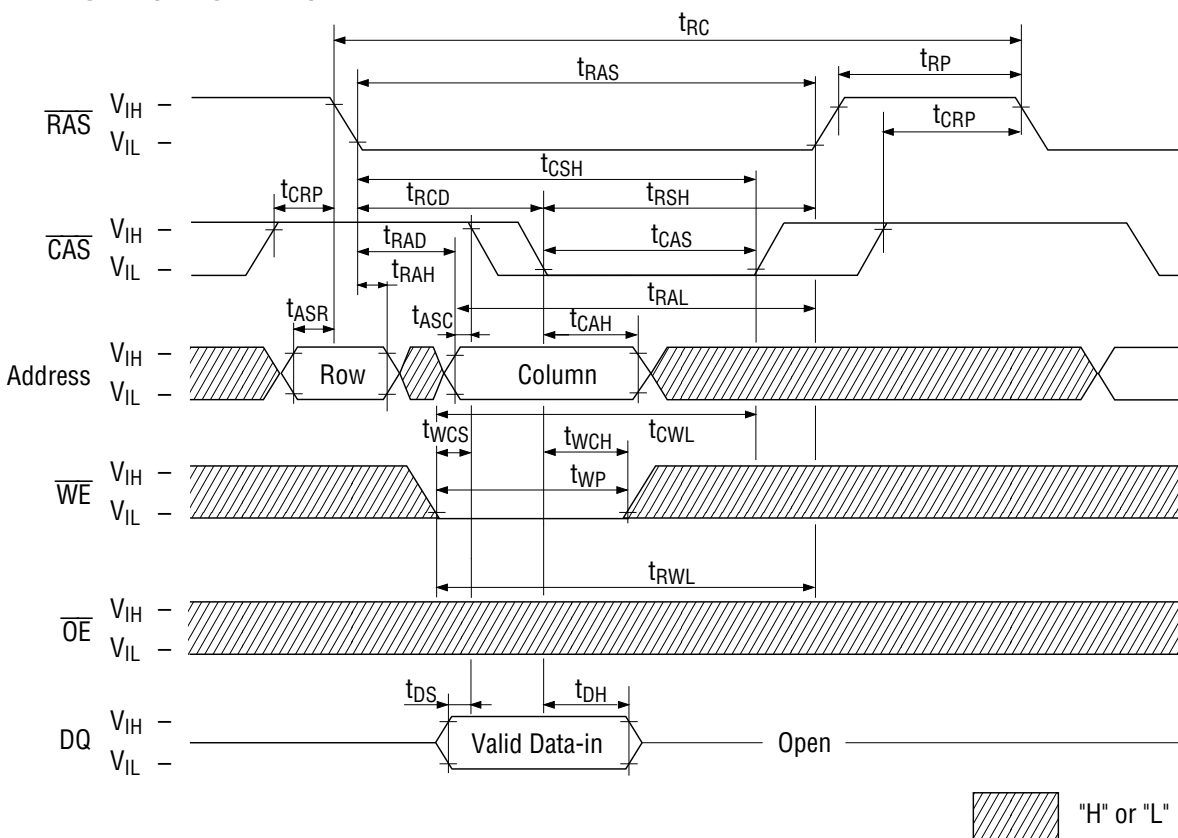 tRC
tRAS
tRP
RAS
VIH –
VIL –
tCRP
tCSH
tCRP
tRCD
tRSH
CAS
VIH –
VIL –
tRAD
tCAS
tRAH
tRAL
tASR
tASC
tCAH
Address
VIH –
VIL –
Row
Column
tWCS
tWCH
tCWL
WE
VIH –
VIL –
tWP
tRWL
OE
VIH –
VIL –
tDS
tDH
DQ
VIH –
VIL –
Valid Data-in
Open
"H" or "L"